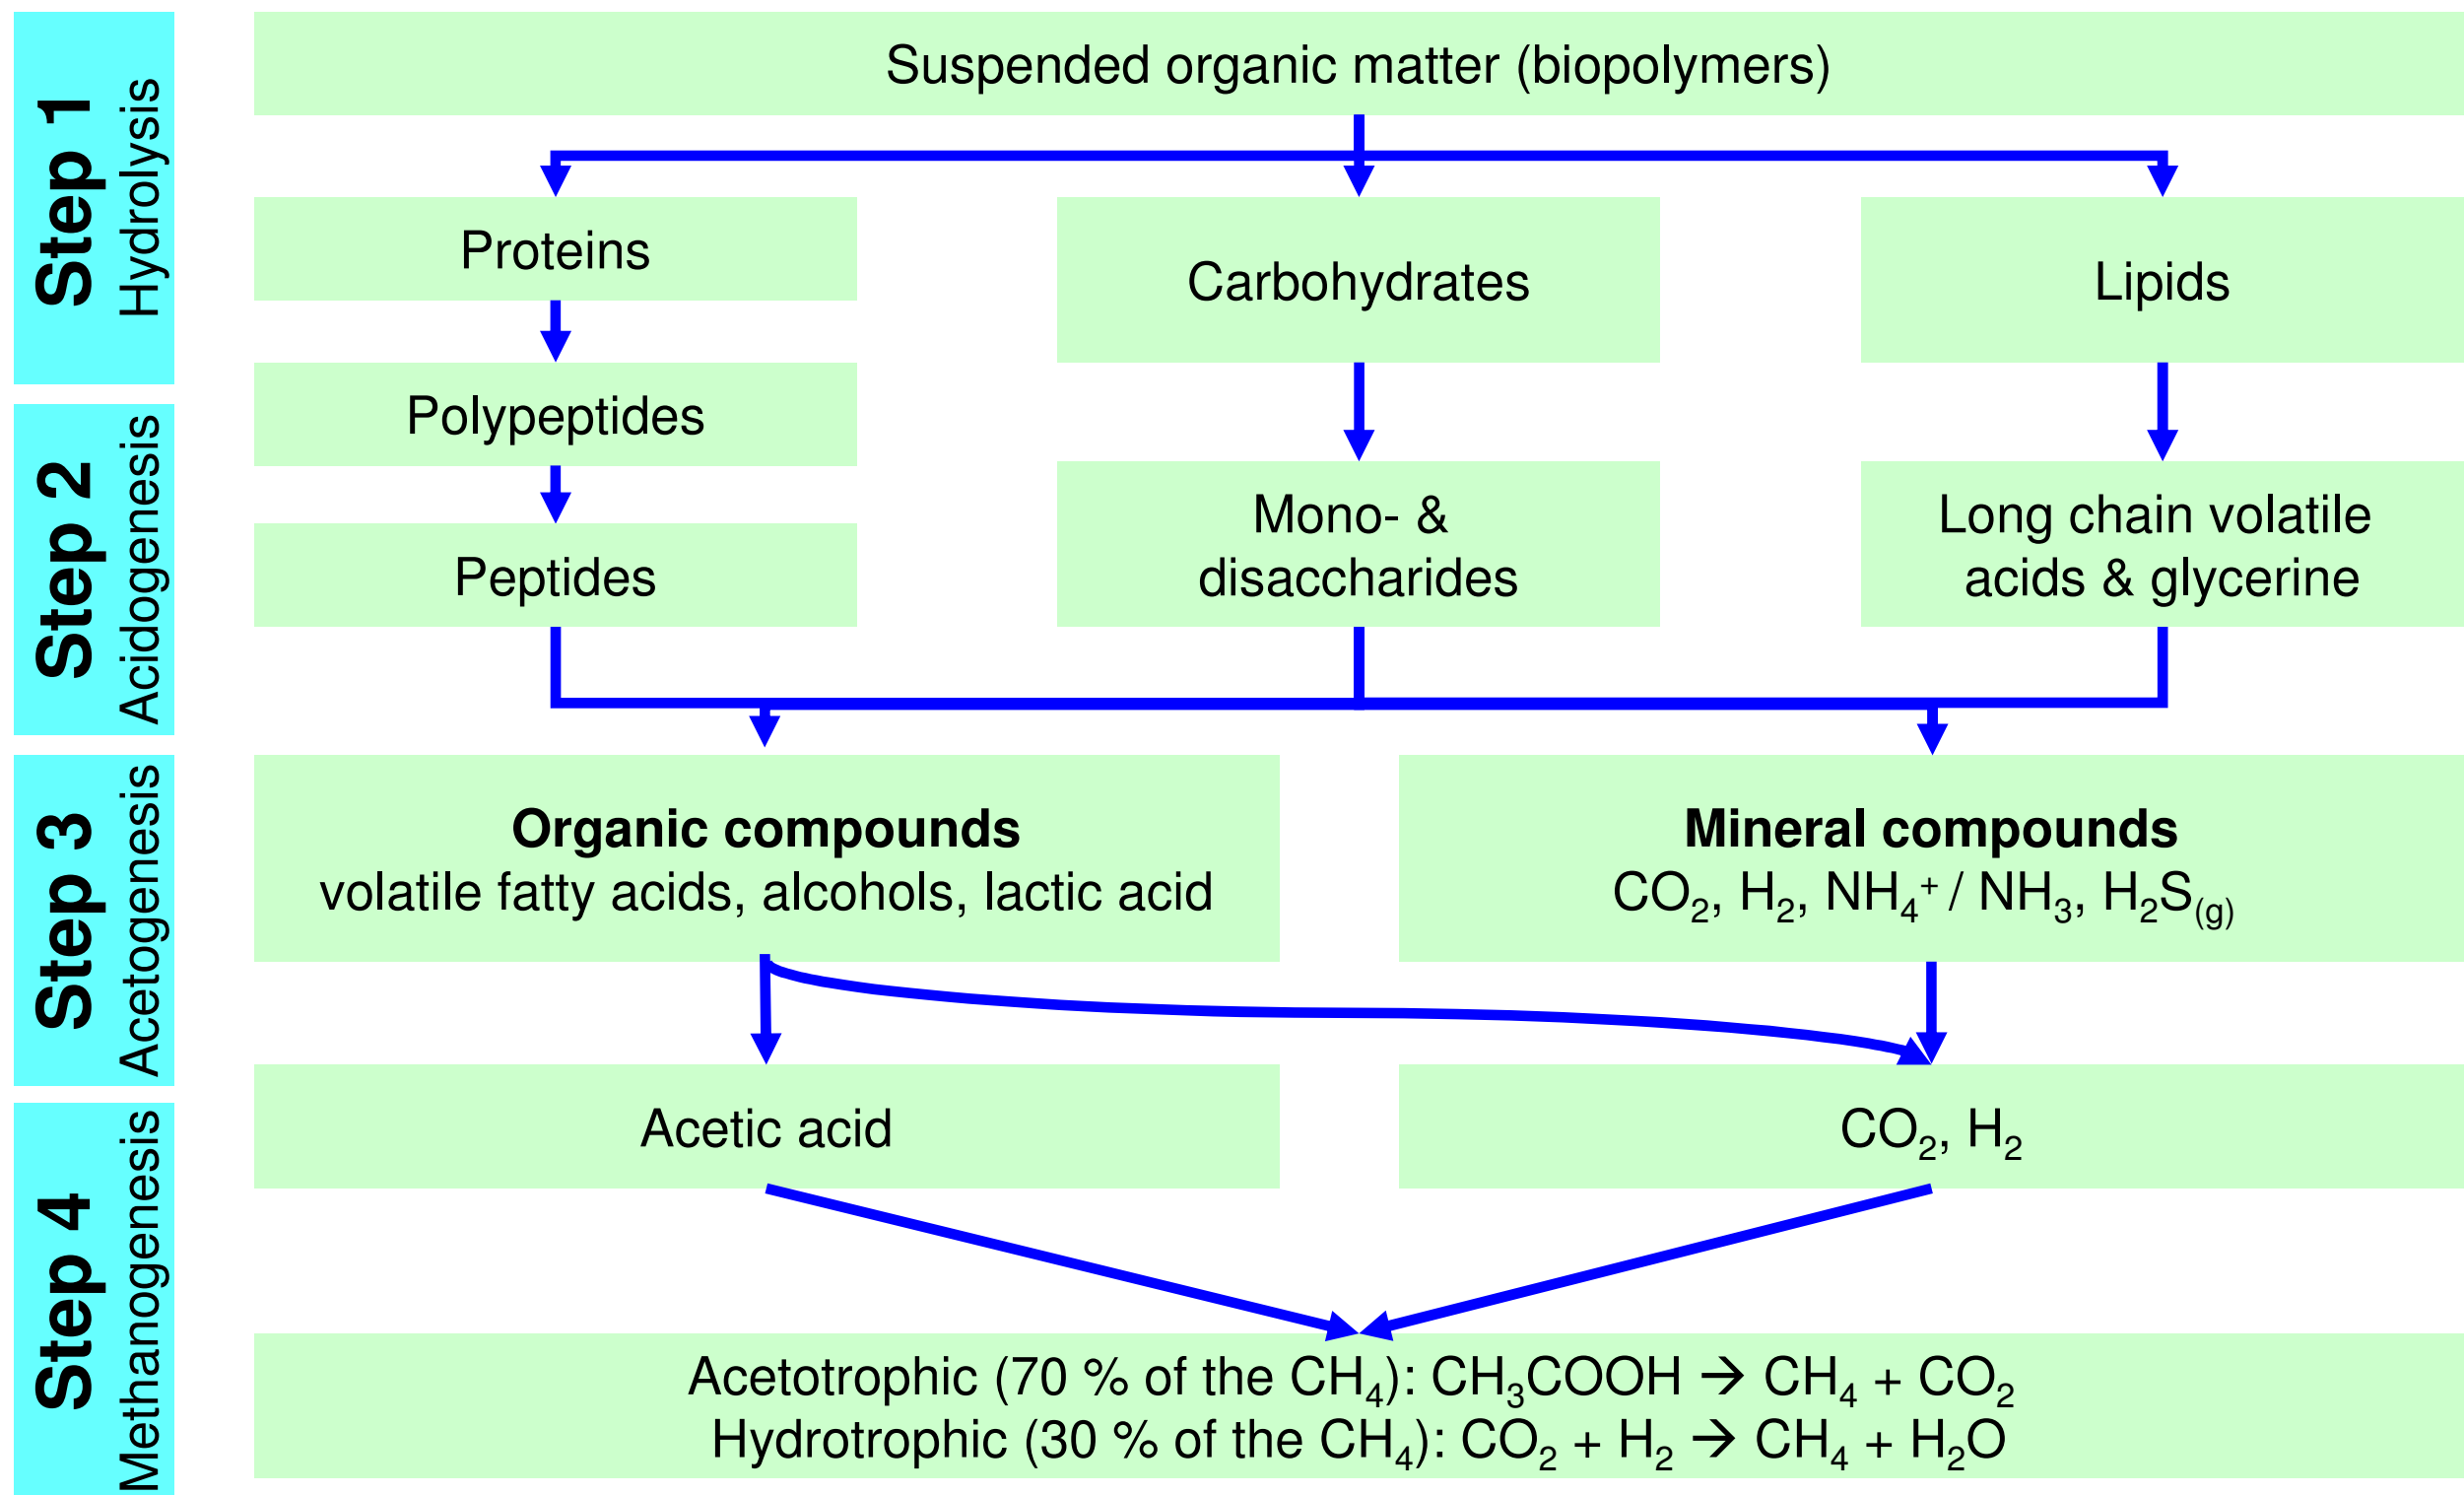 Step 1
Hydrolysis
Suspended organic matter (biopolymers)
Proteins
Carbohydrates
Lipids
Step 2
Acidogenesis
Polypeptides
Peptides
Mono- &
disaccharides
Long chain volatile
acids & glycerine
Step 3
Acetogenesis
Organic compounds
volatile fatty acids, alcohols, lactic acid
Mineral compounds
CO₂, H₂, NH₄⁺/ NH₃, H₂S₍g₎
Step 4
Methanogenesis
Acetic acid
CO₂, H₂
Acetotrophic (70 % of the CH₄): CH₃COOH → CH₄ + CO₂
Hydrotrophic (30 % of the CH₄): CO₂ + H₂ → CH₄ + H₂O